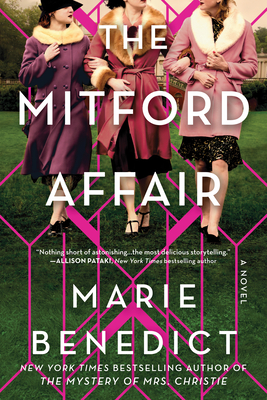 THE
MITFORD
AFFAIR
"Nothing short of astonishing...the most delicious storytelling."
—ALLISON PATAKI, New York Times bestselling author
A NOVEL
MARIE
BENEDICT
NEW YORK TIMES BESTSELLING AUTHOR OF
THE MYSTERY OF MRS. CHRISTIE